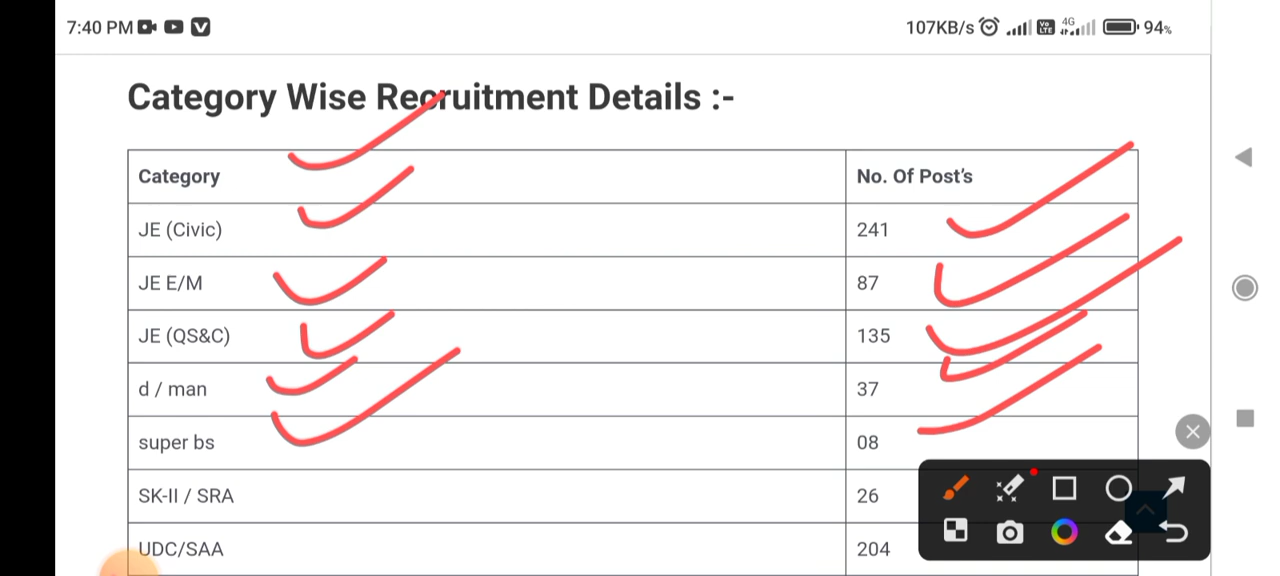 7:40 PM 107KB/s 4G 94%
Category Wise Recruitment Details :-
Category No. Of Post's
JE (Civic) 241
JE E/M 87
JE (QS&C) 135
d / man 37
super bs 08
SK-II / SRA 26
UDC/SAA 204